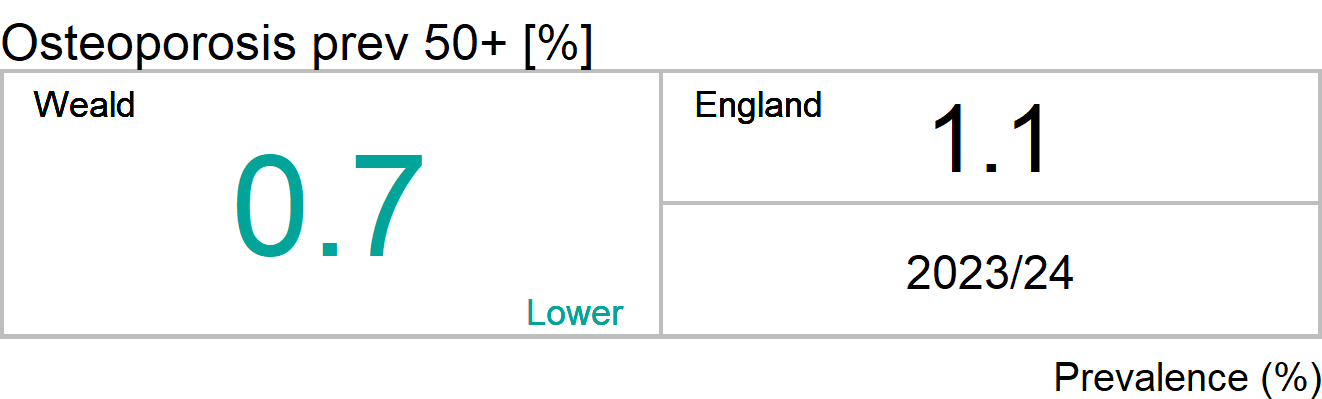 Osteoporosis prev 50+ [%]
Weald
0.7
Lower
England
1.1
2023/24
Prevalence (%)